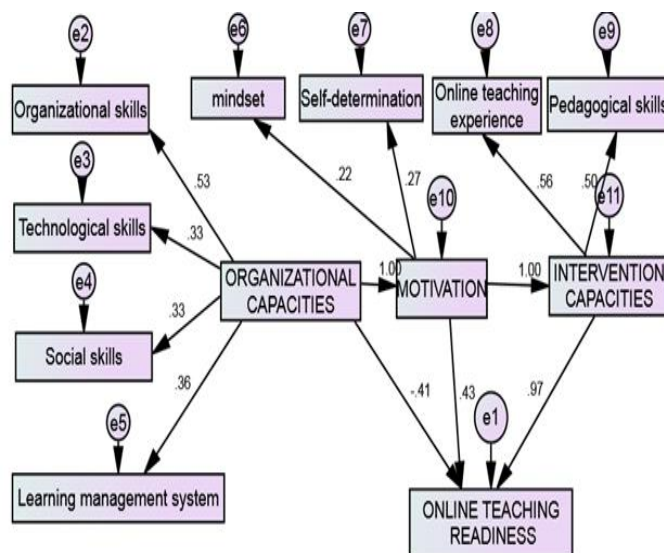 e2
e6
e7
e8
e9
Organizational skills
mindset
Self-determination
Online teaching
experience
Pedagogical skills
e3
.53
.22
.27
.56
.50
e10
e11
Technological skills
.33
e4
ORGANIZATIONAL
CAPACITIES
1.00
MOTIVATION
1.00
INTERVENTION
CAPACITIES
.33
Social skills
.36
-.41
.43
.97
e5
e1
Learning management system
ONLINE TEACHING
READINESS